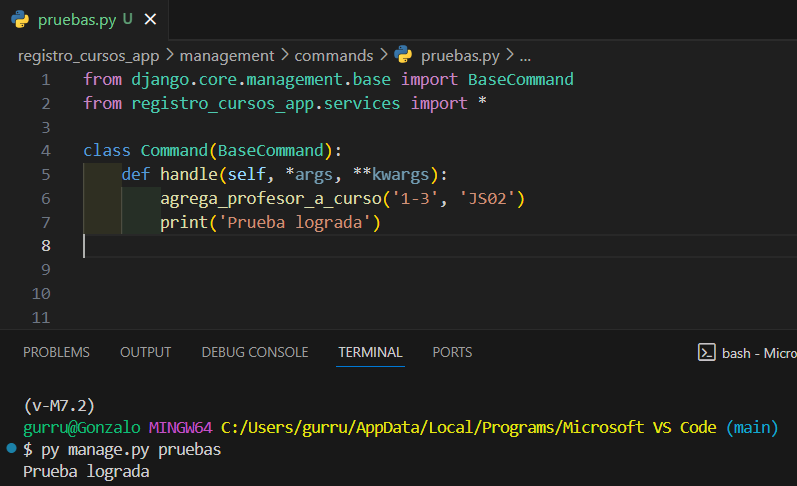 pruebas.py U ×
registro_cursos_app > management > commands > pruebas.py > ...
1 from django.core.management.base import BaseCommand
2 from registro_cursos_app.services import *
3
4 class Command(BaseCommand):
5     def handle(self, *args, **kwargs):
6         agrega_profesor_a_curso('1-3', 'JS02')
7         print('Prueba lograda')
8
9
10
11
PROBLEMS OUTPUT DEBUG CONSOLE TERMINAL PORTS bash - Micro
(v-M7.2)
gurru@Gonzalo MINGW64 C:/Users/gurru/AppData/Local/Programs/Microsoft VS Code (main)
$ py manage.py pruebas
Prueba lograda